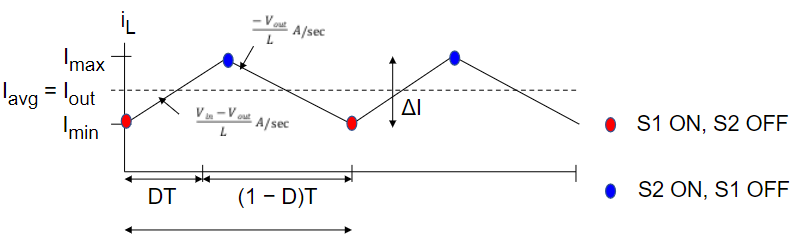 iL
−Vout/L A/sec
Imax
Iavg = Iout
ΔI
Imin
Vin−Vout/L A/sec
S1 ON, S2 OFF
DT
(1 − D)T
S2 ON, S1 OFF